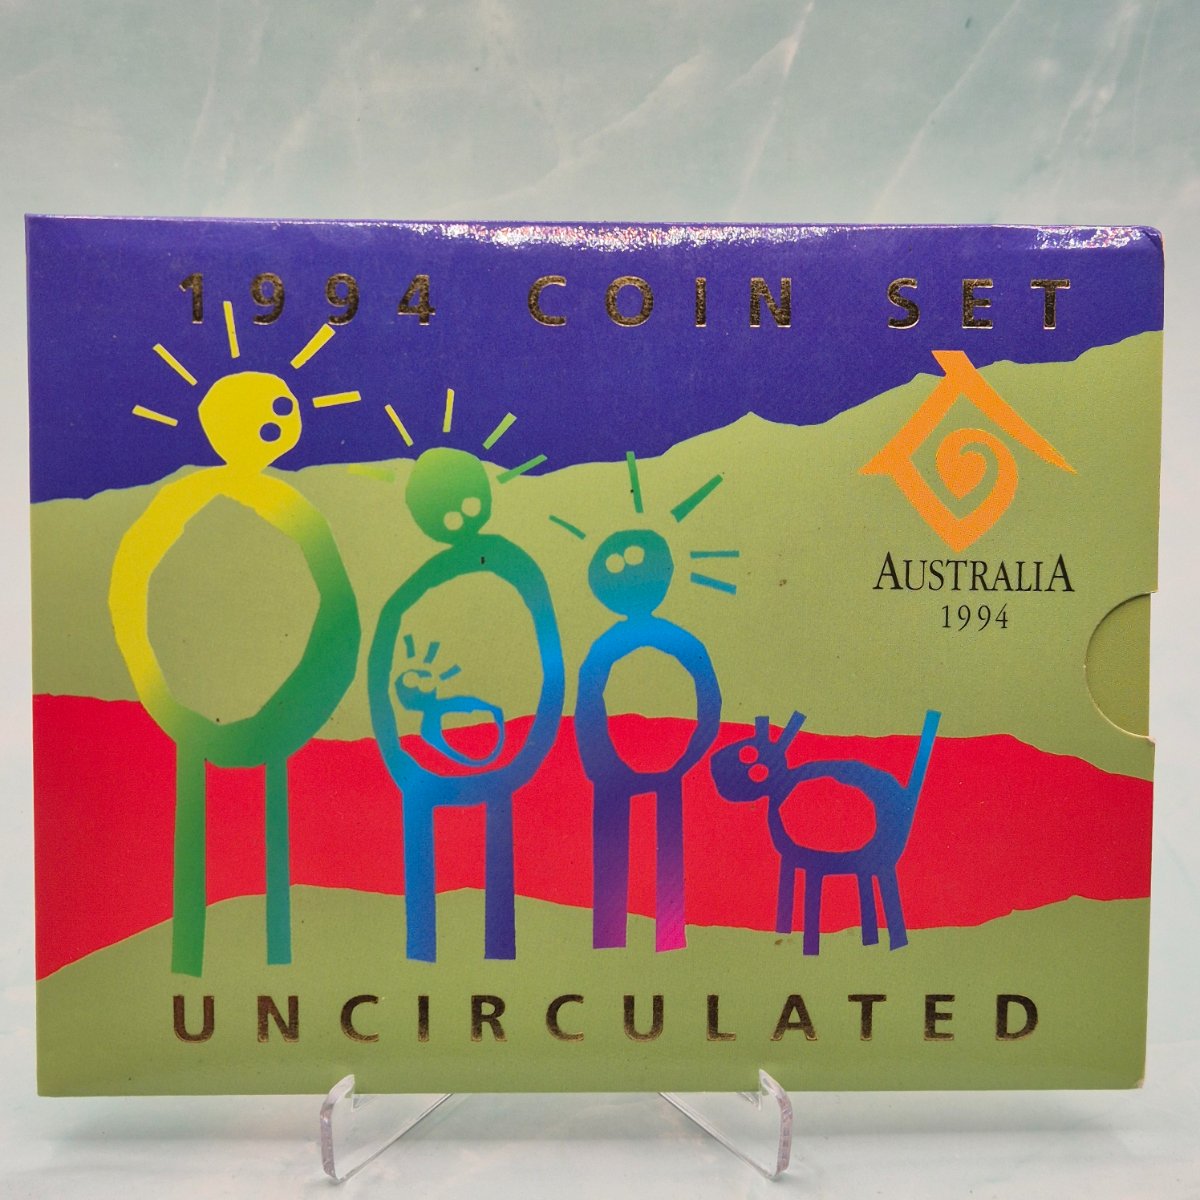 1994 COIN SET
AUSTRALIA
1994
UNCIRCULATED